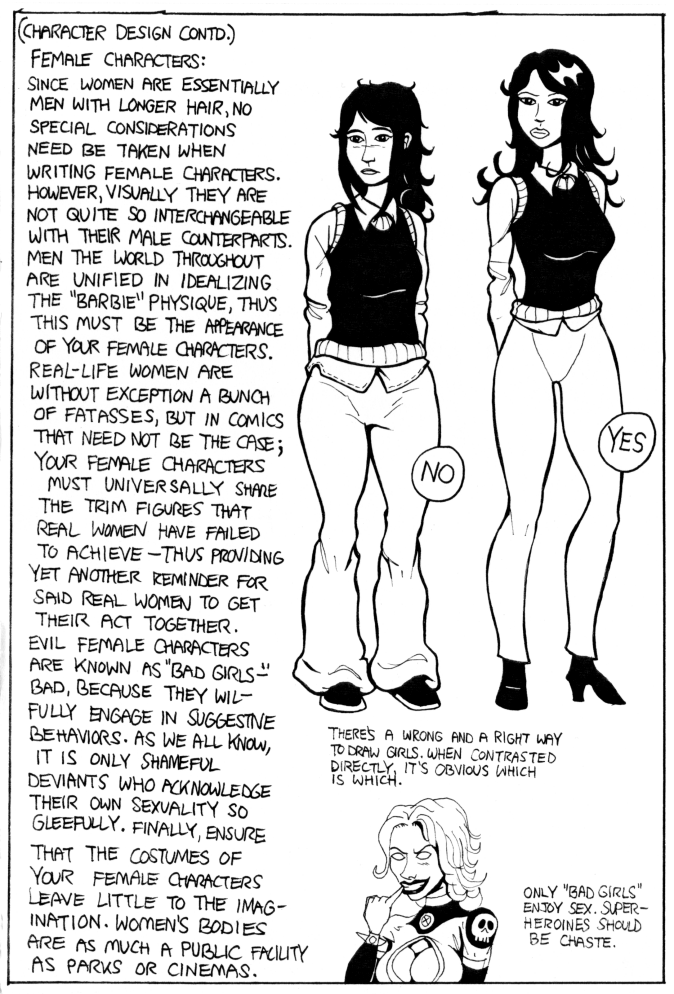 (CHARACTER DESIGN CONTD.)
FEMALE CHARACTERS:
SINCE WOMEN ARE ESSENTIALLY
MEN WITH LONGER HAIR, NO
SPECIAL CONSIDERATIONS
NEED BE TAKEN WHEN
WRITING FEMALE CHARACTERS.
HOWEVER, VISUALLY THEY ARE
NOT QUITE SO INTERCHANGEABLE
WITH THEIR MALE COUNTERPARTS.
MEN THE WORLD THROUGHOUT
ARE UNIFIED IN IDEALIZING
THE "BARBIE" PHYSIQUE, THUS
THIS MUST BE THE APPEARANCE
OF YOUR FEMALE CHARACTERS.
REAL-LIFE WOMEN ARE
WITHOUT EXCEPTION A BUNCH
OF FATASSES, BUT IN COMICS
THAT NEED NOT BE THE CASE;
YOUR FEMALE CHARACTERS
MUST UNIVERSALLY SHARE
THE TRIM FIGURES THAT
REAL WOMEN HAVE FAILED
TO ACHIEVE - THUS PROVIDING
YET ANOTHER REMINDER FOR
SAID REAL WOMEN TO GET
THEIR ACT TOGETHER.
EVIL FEMALE CHARACTERS
ARE KNOWN AS "BAD GIRLS-"
BAD, BECAUSE THEY WIL-
FULLY ENGAGE IN SUGGESTIVE
BEHAVIORS. AS WE ALL KNOW,
IT IS ONLY SHAMEFUL
DEVIANTS WHO ACKNOWLEDGE
THEIR OWN SEXUALITY SO
GLEEFULLY. FINALLY, ENSURE
THAT THE COSTUMES OF
YOUR FEMALE CHARACTERS
LEAVE LITTLE TO THE IMAG-
INATION. WOMEN'S BODIES
ARE AS MUCH A PUBLIC FACILITY
AS PARKS OR CINEMAS.
NO
YES
THERE'S A WRONG AND A RIGHT WAY
TO DRAW GIRLS. WHEN CONTRASTED
DIRECTLY, IT'S OBVIOUS WHICH
IS WHICH.
ONLY "BAD GIRLS"
ENJOY SEX. SUPER-
HEROINES SHOULD
BE CHASTE.